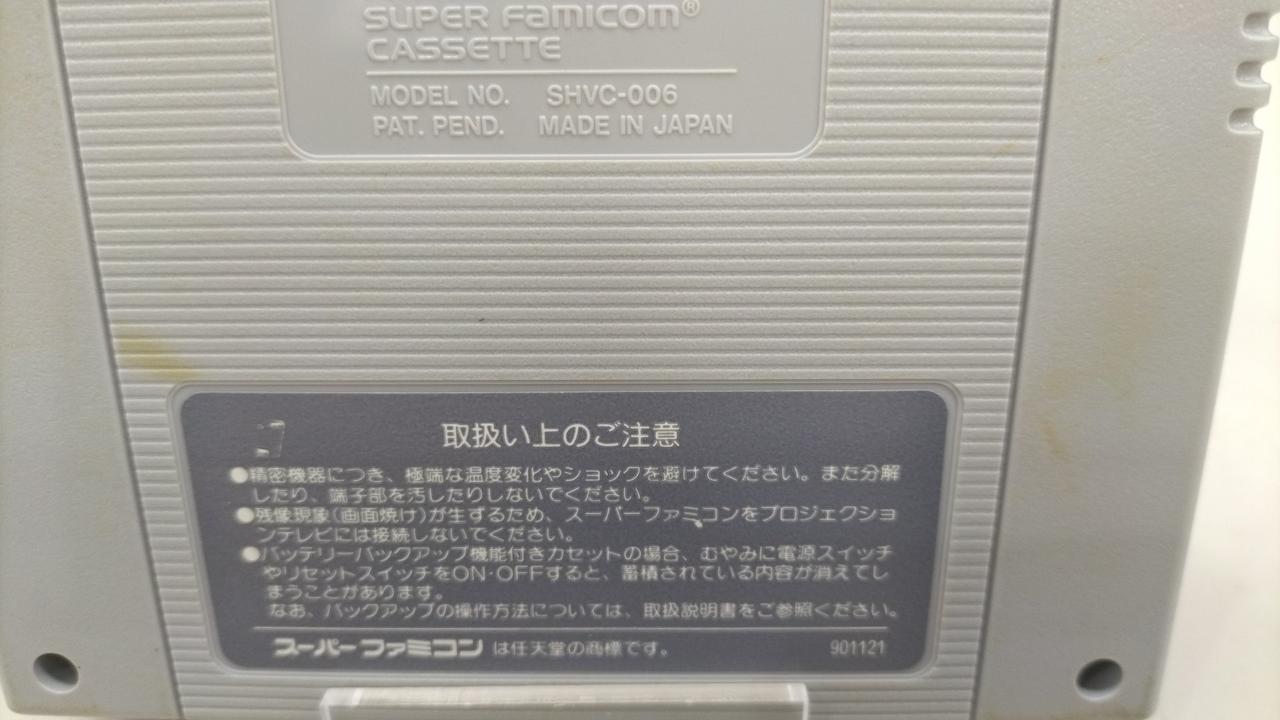 SUPER FAMICOM®
CASSETTE
MODEL NO. SHVC-006
PAT. PEND. MADE IN JAPAN
取扱い上のご注意
●精密機器につき、極端な温度変化やショックを避けてください。また分解
したり、端子部を汚したりしないでください。
●残像現象(画面焼け)が生ずるため、スーパーファミコンをプロジェクショ
ンテレビには接続しないでください。
●バッテリーバックアップ機能付きカセットの場合、むやみに電源スイッチ
やリセットスイッチをON・OFFすると、蓄積されている内容が消えてし
まうことがあります。
なお、バックアップの操作方法については、取扱説明書をご参照ください。
スーパーファミコン は任天堂の商標です。 901121